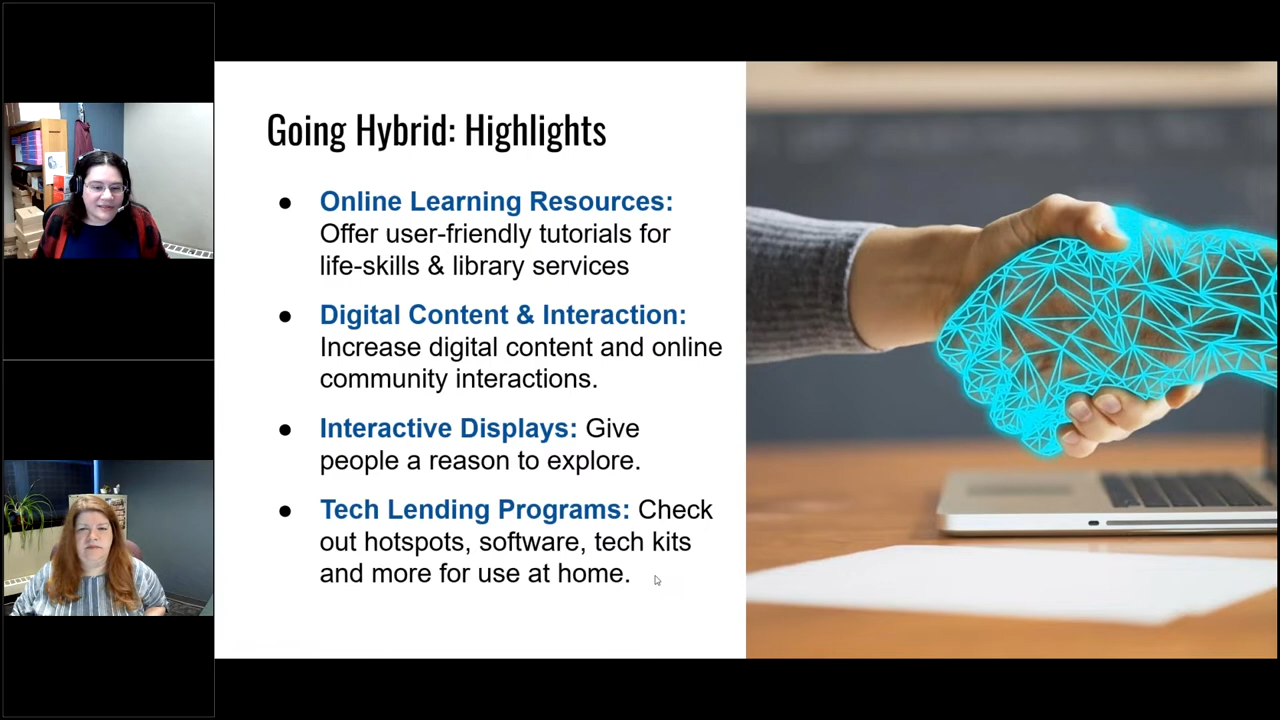 Going Hybrid: Highlights
● Online Learning Resources:
Offer user-friendly tutorials for
life-skills & library services
● Digital Content & Interaction:
Increase digital content and online
community interactions.
● Interactive Displays: Give
people a reason to explore.
● Tech Lending Programs: Check
out hotspots, software, tech kits
and more for use at home.